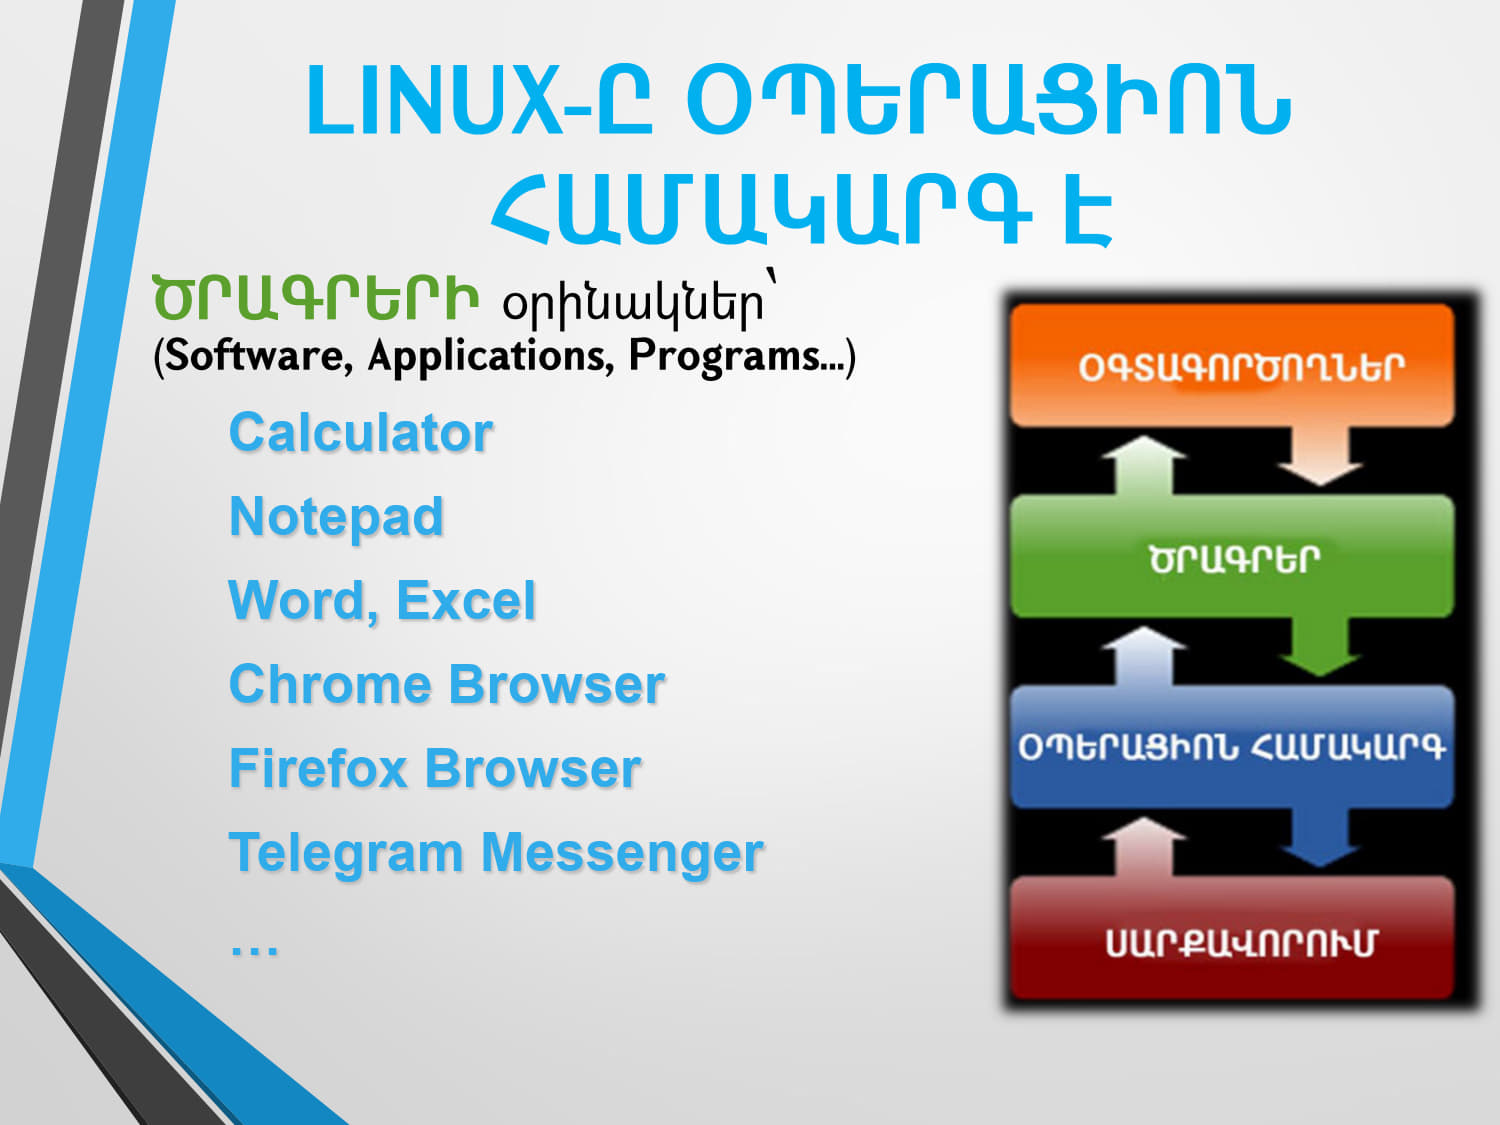 LINUX-Ը ՕՊԵՐԱՑԻՈՆ
ՀԱՄԱԿԱՐԳ Է
ԾՐԱԳՐԵՐԻ օրինակներ՝
(Software, Applications, Programs...)
Calculator
Notepad
Word, Excel
Chrome Browser
Firefox Browser
Telegram Messenger
…
ՕԳՏԱԳՈՐԾՈՂՆԵՐ
ԾՐԱԳՐԵՐ
ՕՊԵՐԱՑԻՈՆ ՀԱՄԱԿԱՐԳ
ՍԱՐՔԱՎՈՐՈՒՄ